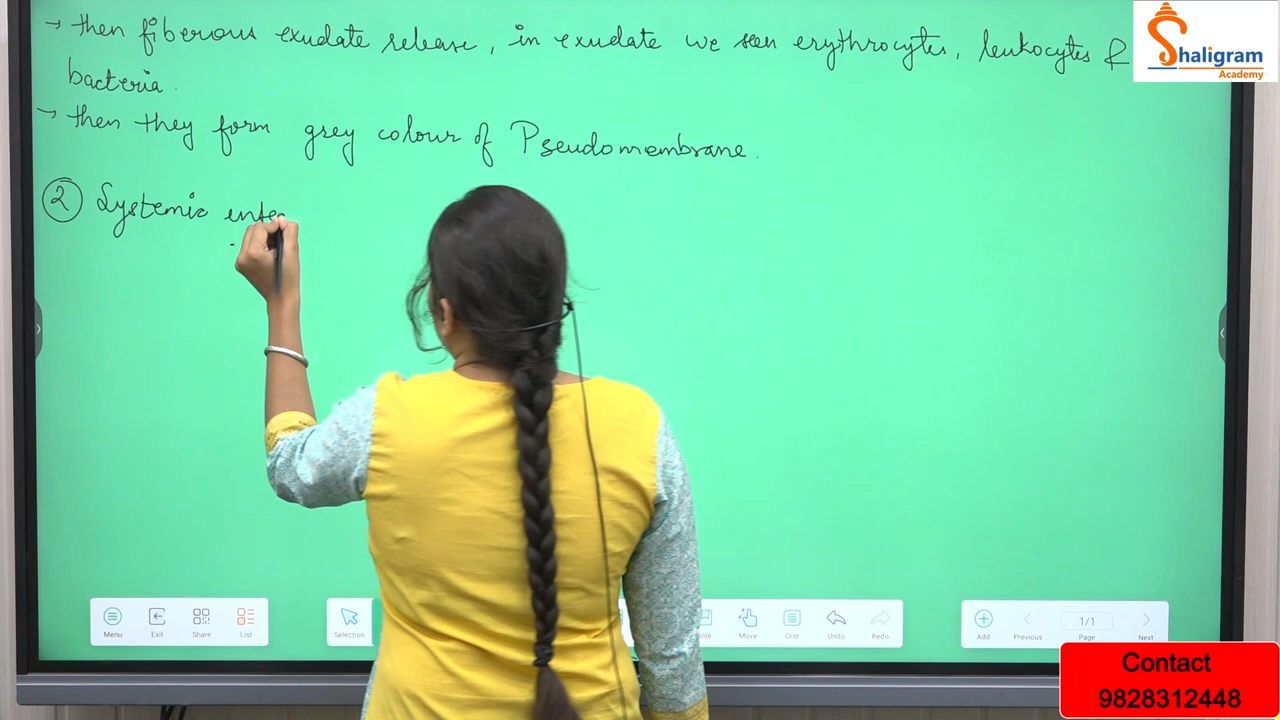 → then fiberous exudate release, in exudate we seen erythrocytes, leukocytes &
bacteria.
→ then they form grey colour of Pseudomembrane.
② Systemic
Shaligram
Academy
Menu
Exit
Share
List
Selection
Move
Grid
Undo
Redo
Add
Previous
1/1
Page
Next
Contact
9828312448